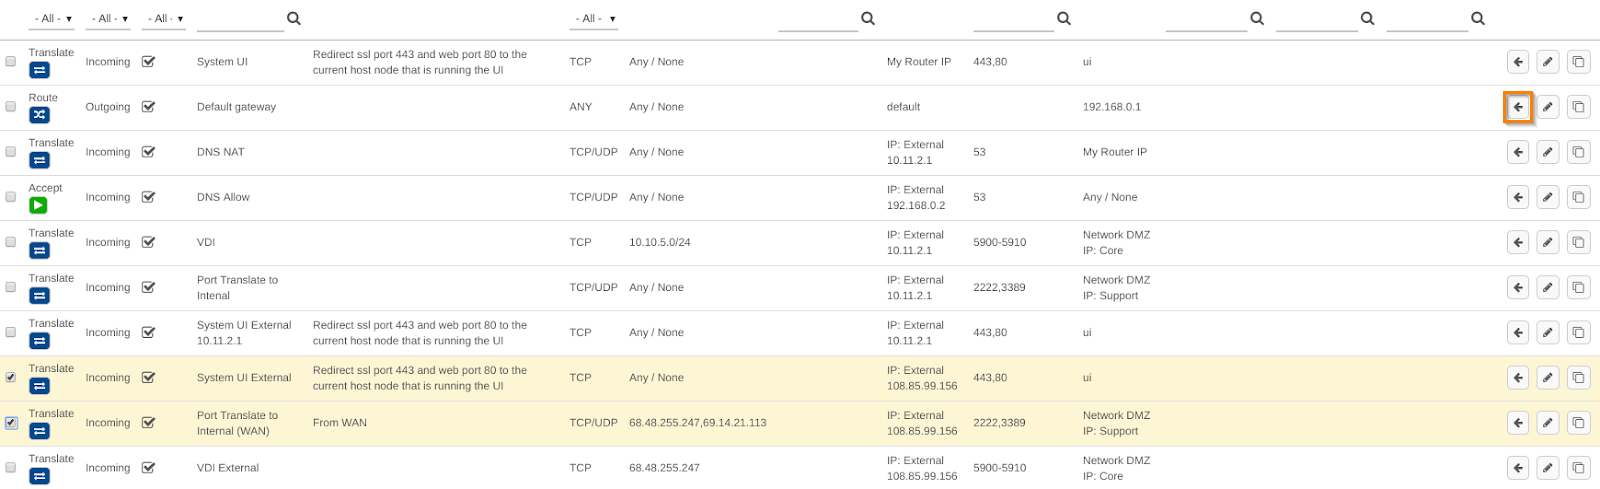 - All - - All - - All - - All -
Translate Incoming System UI Redirect ssl port 443 and web port 80 to the TCP Any / None My Router IP 443,80 ui
current host node that is running the UI
Route Outgoing Default gateway ANY Any / None default 192.168.0.1
Translate Incoming DNS NAT TCP/UDP Any / None IP: External 53 My Router IP
10.11.2.1
Accept Incoming DNS Allow TCP/UDP Any / None IP: External 53 Any / None
192.168.0.2
Translate Incoming VDI TCP 10.10.5.0/24 IP: External 5900-5910 Network DMZ
10.11.2.1 IP: Core
Translate Incoming Port Translate to TCP/UDP Any / None IP: External 2222,3389 Network DMZ
Intenal 10.11.2.1 IP: Support
Translate Incoming System UI External Redirect ssl port 443 and web port 80 to the TCP Any / None IP: External 443,80 ui
10.11.2.1 current host node that is running the UI 10.11.2.1
Translate Incoming System UI External Redirect ssl port 443 and web port 80 to the TCP Any / None IP: External 443,80 ui
current host node that is running the UI 108.85.99.156
Translate Incoming Port Translate to From WAN TCP/UDP 68.48.255.247,69.14.21.113 IP: External 2222,3389 Network DMZ
Internal (WAN) 108.85.99.156 IP: Support
Translate Incoming VDI External TCP 68.48.255.247 IP: External 5900-5910 Network DMZ
108.85.99.156 IP: Core